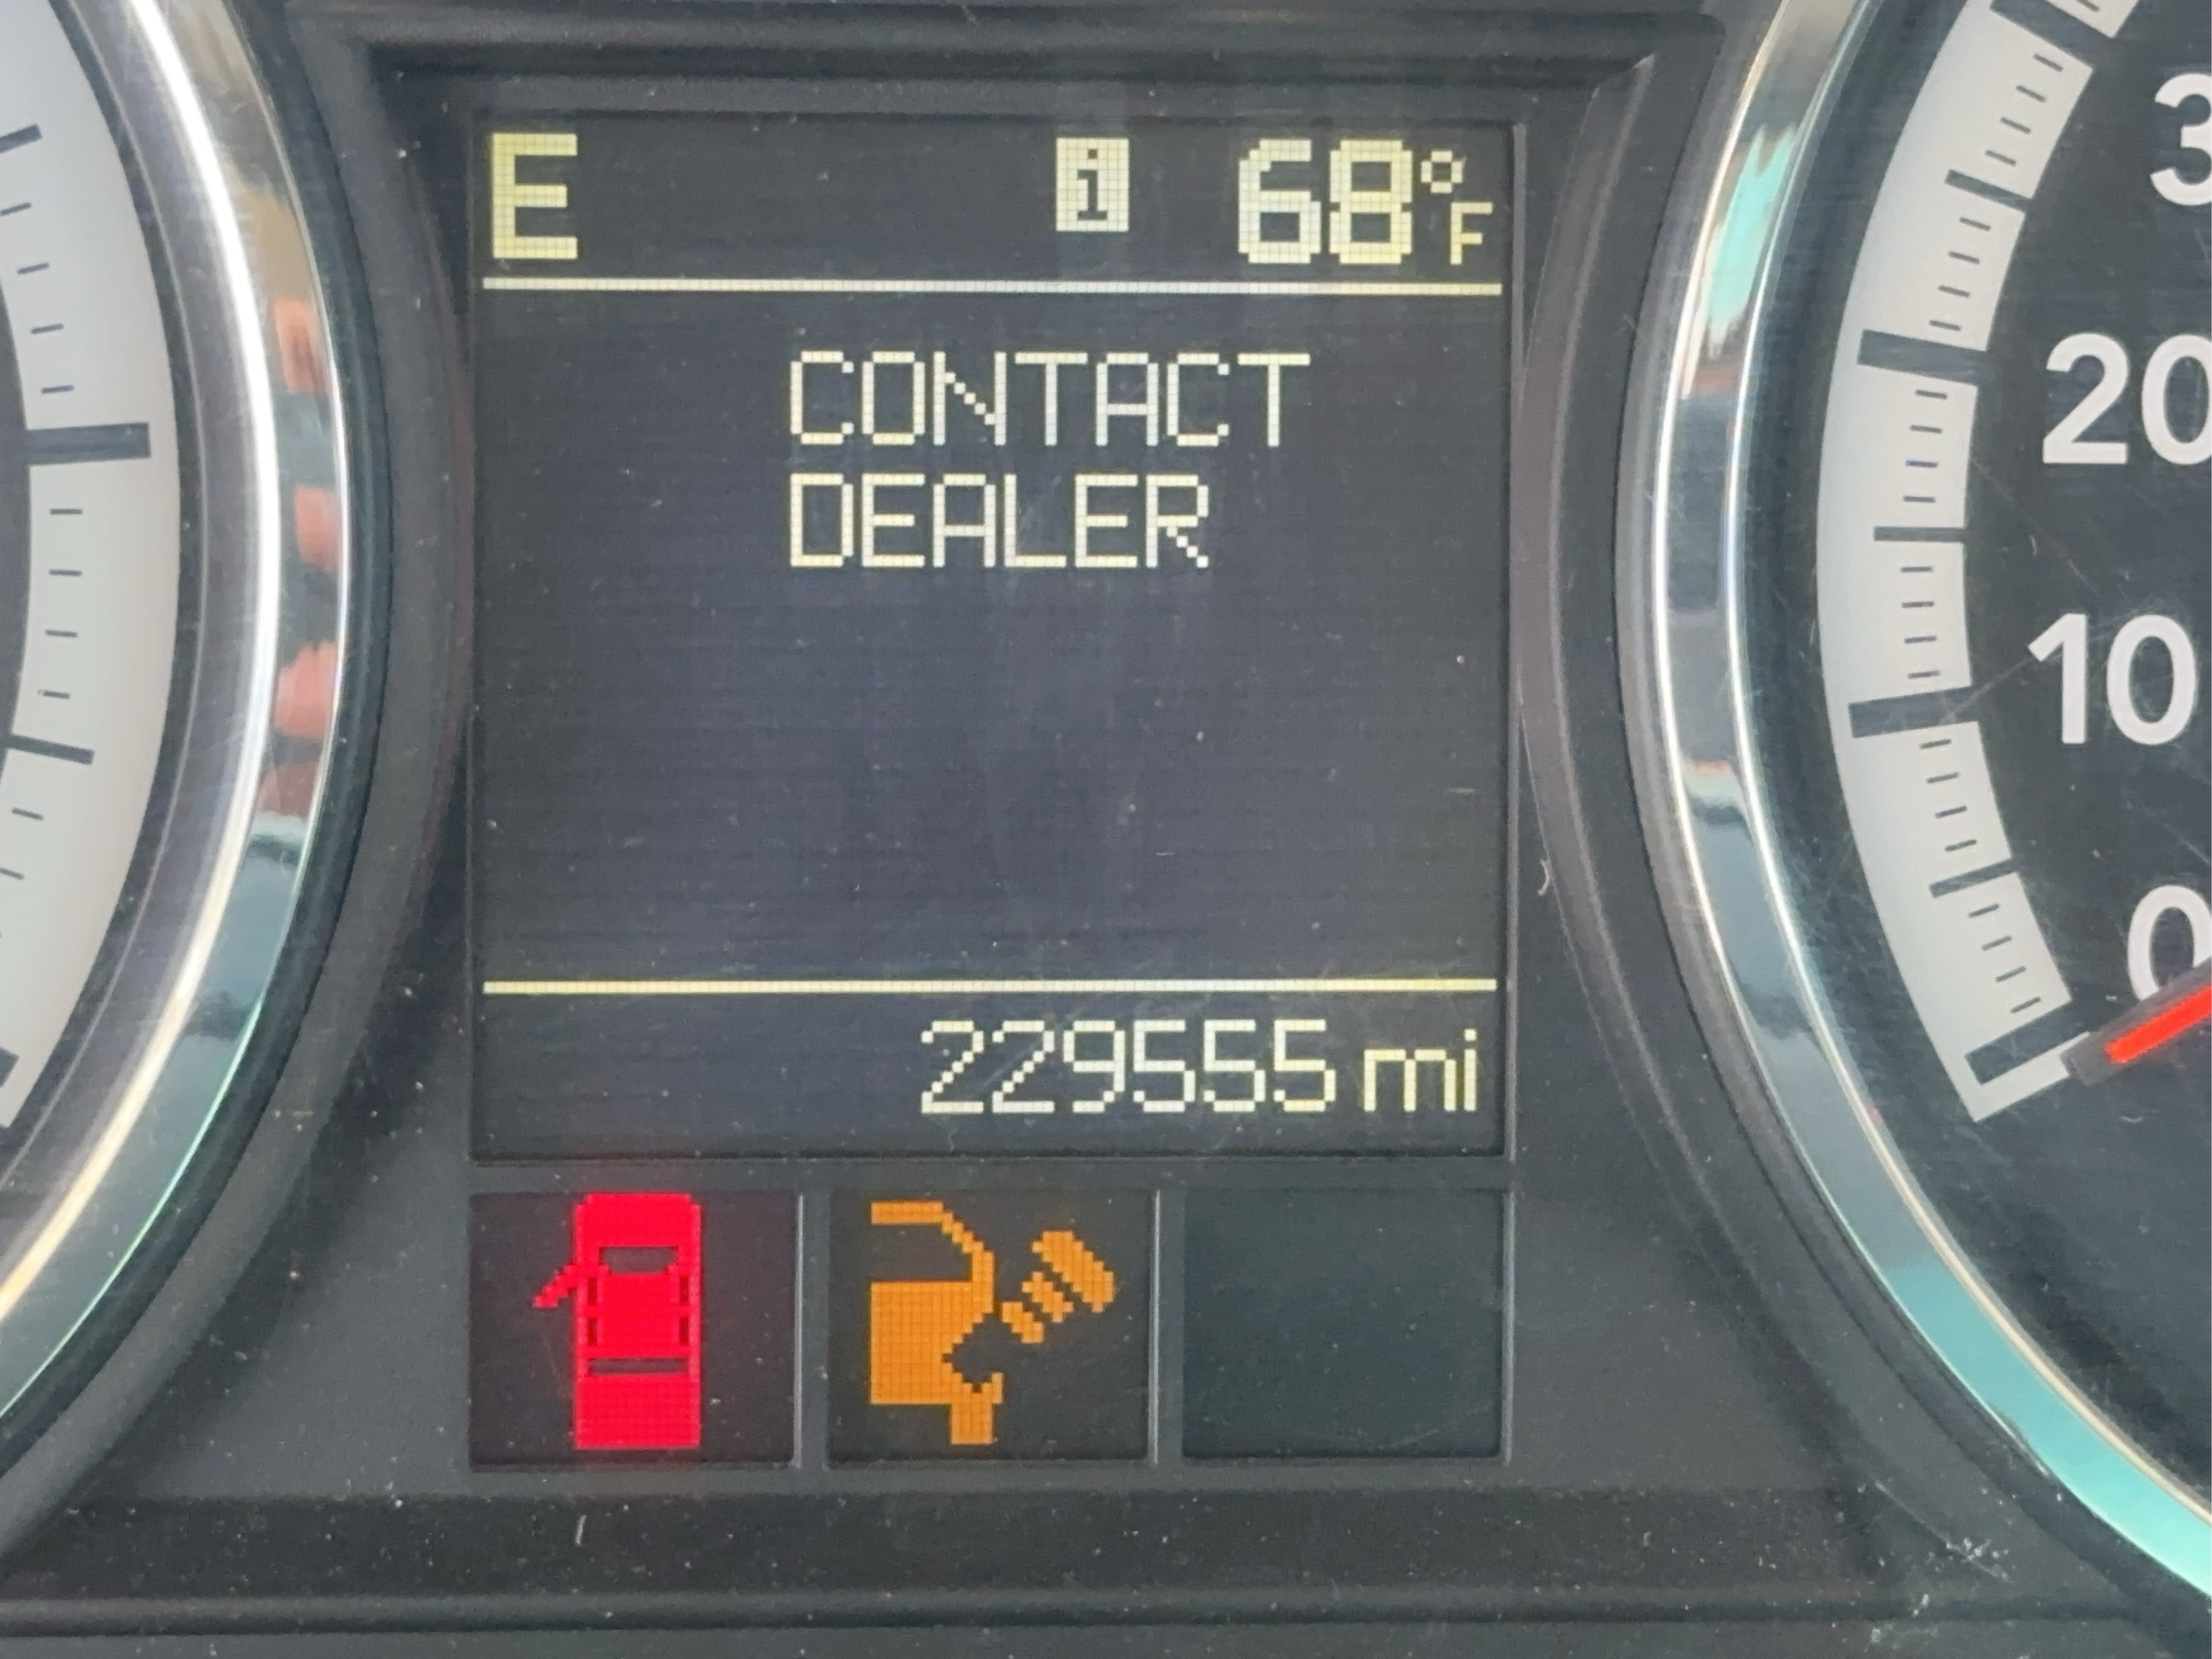 E i 68°F
CONTACT
DEALER
229555 mi
3
20
10
0